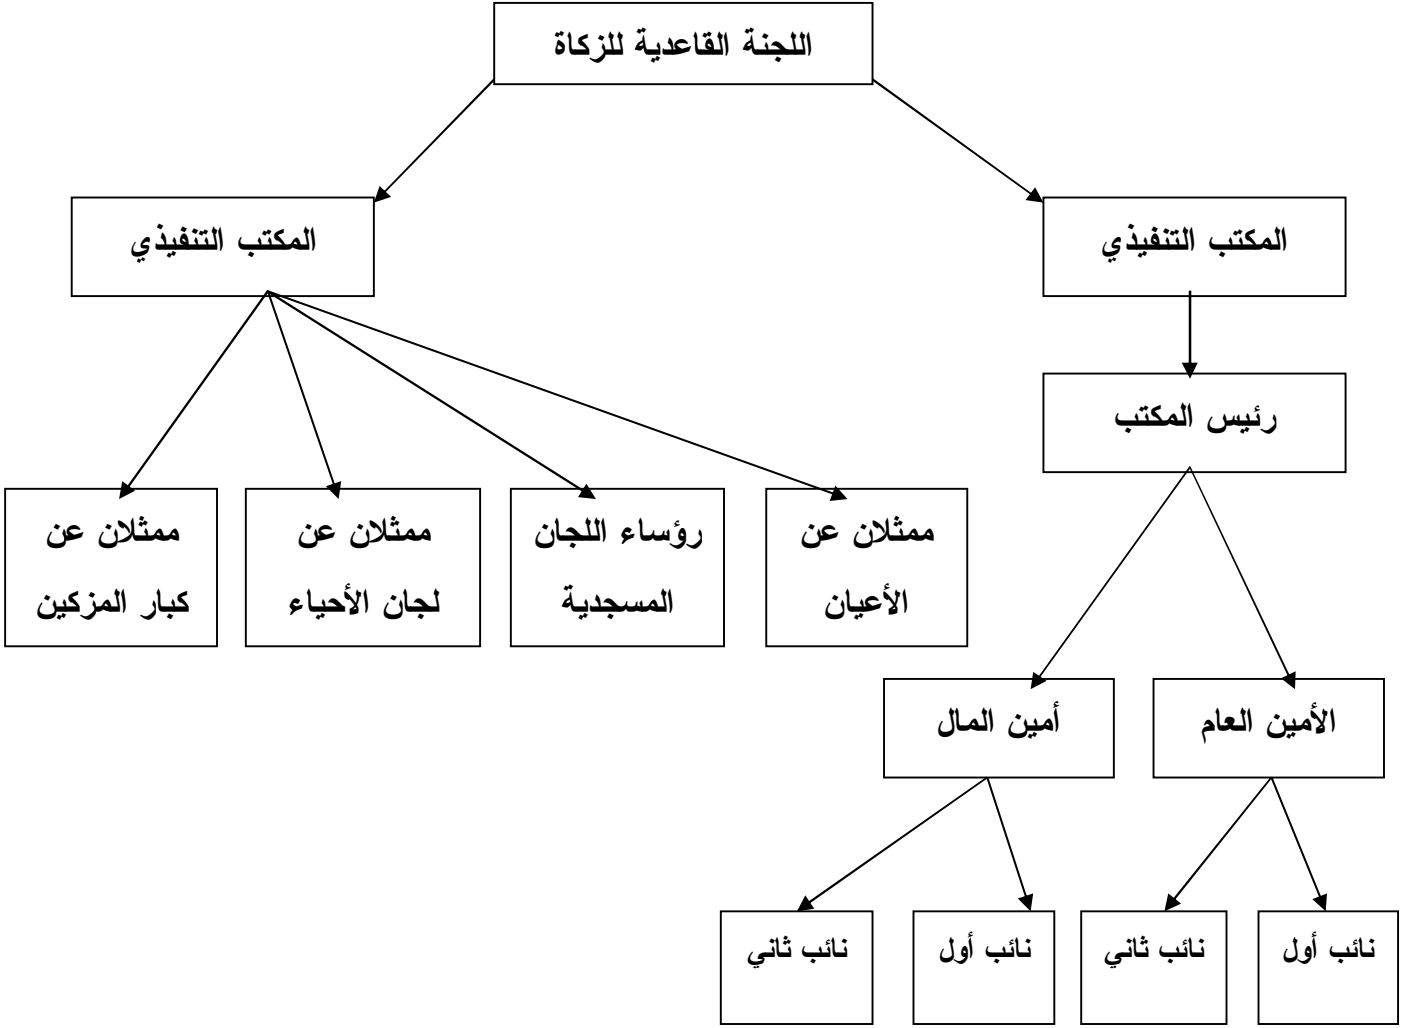 اللجنة القاعدية للزكاة
المكتب التنفيذي
المكتب التنفيذي
رئيس المكتب
ممثلان عن
الأعيان
رؤساء اللجان
المسجدية
ممثلان عن
لجان الأحياء
ممثلان عن
كبار المزكين
الأمين العام
أمين المال
نائب أول
نائب ثاني
نائب أول
نائب ثاني